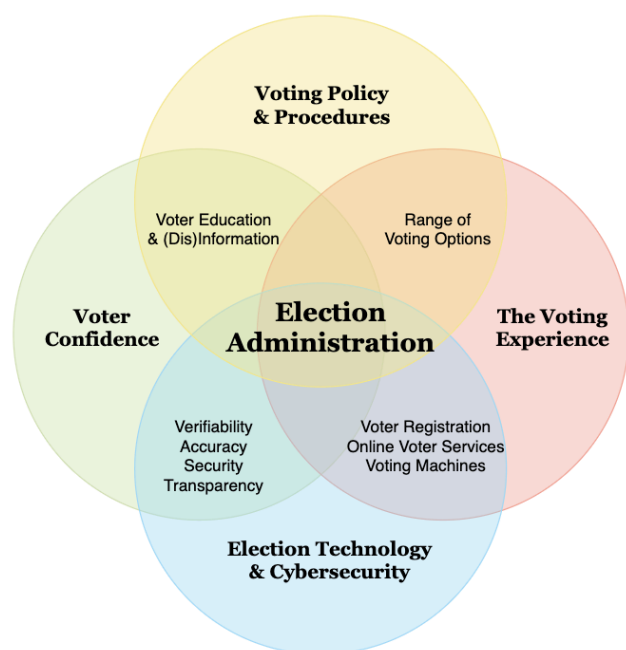 Voting Policy
& Procedures
Voter Education
& (Dis)Information
Range of
Voting Options
Voter
Confidence
Election
Administration
The Voting
Experience
Verifiability
Accuracy
Security
Transparency
Voter Registration
Online Voter Services
Voting Machines
Election Technology
& Cybersecurity